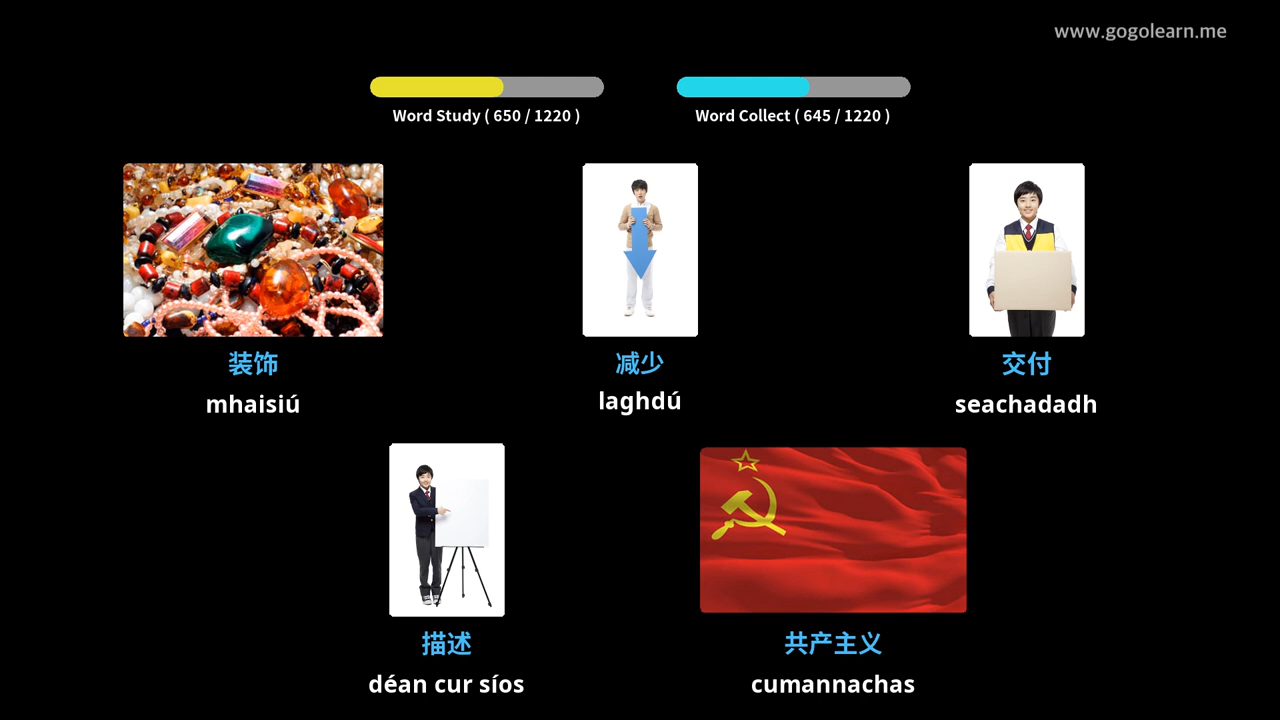 www.gogolearn.me
Word Study ( 650 / 1220 )
Word Collect ( 645 / 1220 )
装饰
mhaisiú
减少
laghdú
交付
seachadadh
描述
déan cur síos
共产主义
cumannachas